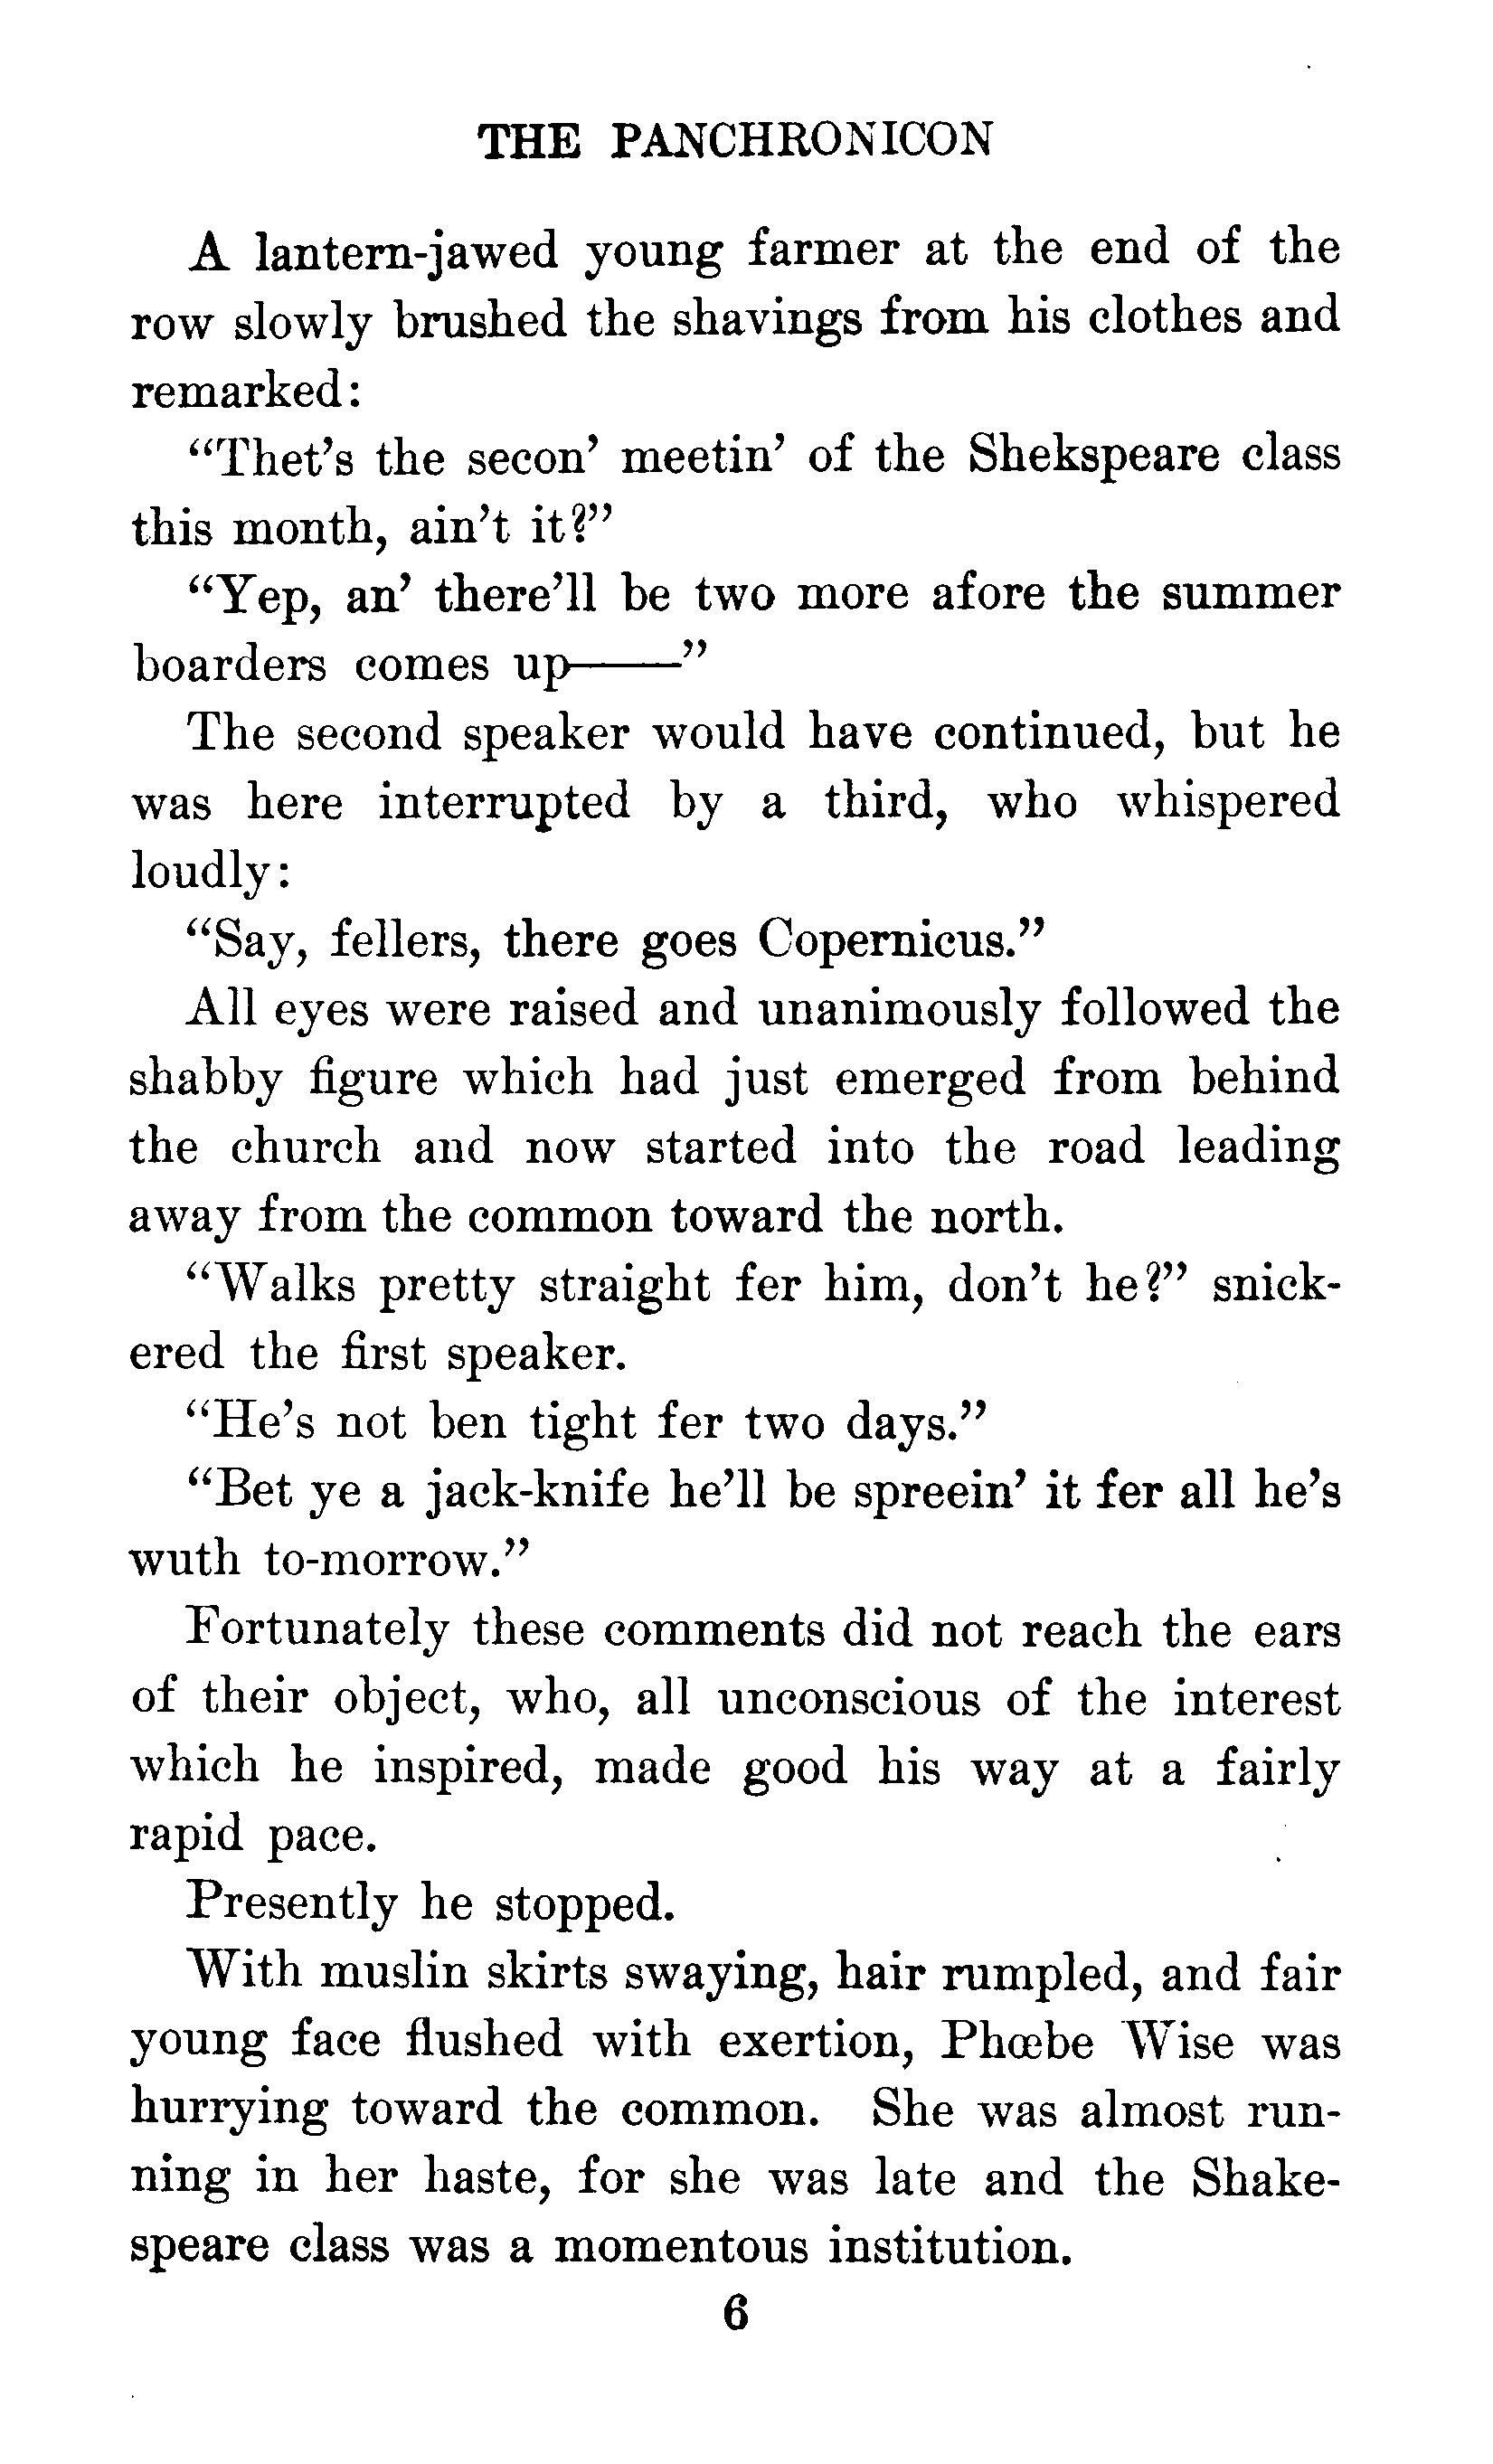 THE PANCHRONICON
A lantern-jawed young farmer at the end of the
row slowly brushed the shavings from his clothes and
remarked:
“Thet’s the secon’ meetin’ of the Shekspeare class
this month, ain’t it?”
“Yep, an’ there’ll be two more afore the summer
boarders comes up——”
The second speaker would have continued, but he
was here interrupted by a third, who whispered
loudly:
“Say, fellers, there goes Copernicus.”
All eyes were raised and unanimously followed the
shabby figure which had just emerged from behind
the church and now started into the road leading
away from the common toward the north.
“Walks pretty straight fer him, don’t he?” snick-
ered the first speaker.
“He’s not ben tight fer two days.”
“Bet ye a jack-knife he’ll be spreein’ it fer all he’s
wuth to-morrow.”
Fortunately these comments did not reach the ears
of their object, who, all unconscious of the interest
which he inspired, made good his way at a fairly
rapid pace.
Presently he stopped.
With muslin skirts swaying, hair rumpled, and fair
young face flushed with exertion, Phœbe Wise was
hurrying toward the common. She was almost run-
ning in her haste, for she was late and the Shake-
speare class was a momentous institution.
6